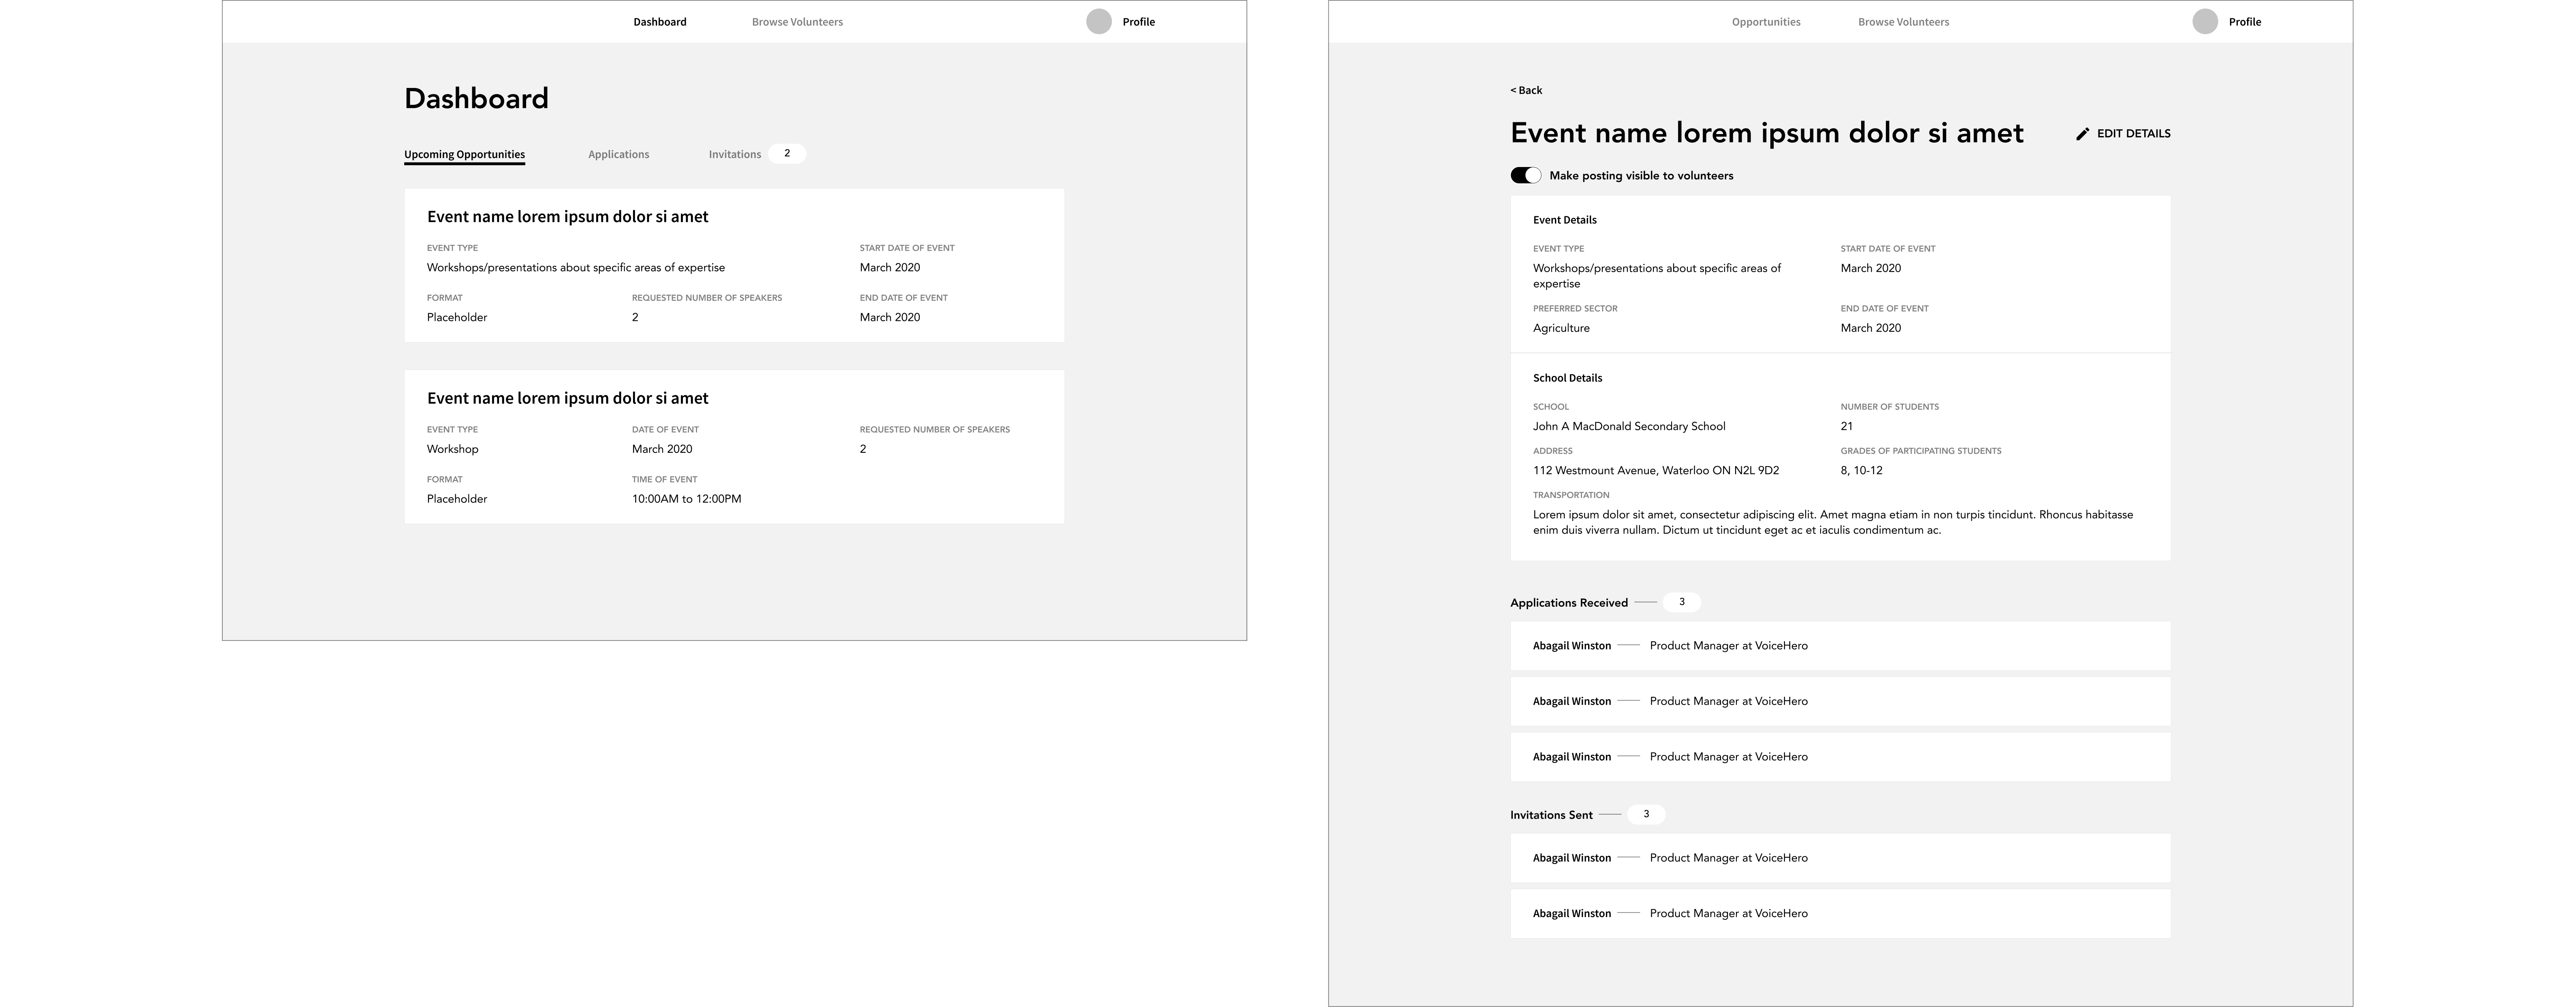 Dashboard Browse Volunteers Profile
Dashboard
Upcoming Opportunities Applications Invitations 2
Event name lorem ipsum dolor si amet
EVENT TYPE START DATE OF EVENT
Workshops/presentations about specific areas of expertise March 2020
FORMAT REQUESTED NUMBER OF SPEAKERS END DATE OF EVENT
Placeholder 2 March 2020
Event name lorem ipsum dolor si amet
EVENT TYPE DATE OF EVENT REQUESTED NUMBER OF SPEAKERS
Workshop March 2020 2
FORMAT TIME OF EVENT
Placeholder 10:00AM to 12:00PM
Opportunities Browse Volunteers Profile
< Back
Event name lorem ipsum dolor si amet EDIT DETAILS
Make posting visible to volunteers
Event Details
EVENT TYPE START DATE OF EVENT
Workshops/presentations about specific areas of March 2020
expertise
PREFERRED SECTOR END DATE OF EVENT
Agriculture March 2020
School Details
SCHOOL NUMBER OF STUDENTS
John A MacDonald Secondary School 21
ADDRESS GRADES OF PARTICIPATING STUDENTS
112 Westmount Avenue, Waterloo ON N2L 9D2 8, 10-12
TRANSPORTATION
Lorem ipsum dolor sit amet, consectetur adipiscing elit. Amet magna etiam in non turpis tincidunt. Rhoncus habitasse
enim duis viverra nullam. Dictum ut tincidunt eget ac et iaculis condimentum ac.
Applications Received — 3
Abagail Winston — Product Manager at VoiceHero
Abagail Winston — Product Manager at VoiceHero
Abagail Winston — Product Manager at VoiceHero
Invitations Sent — 3
Abagail Winston — Product Manager at VoiceHero
Abagail Winston — Product Manager at VoiceHero